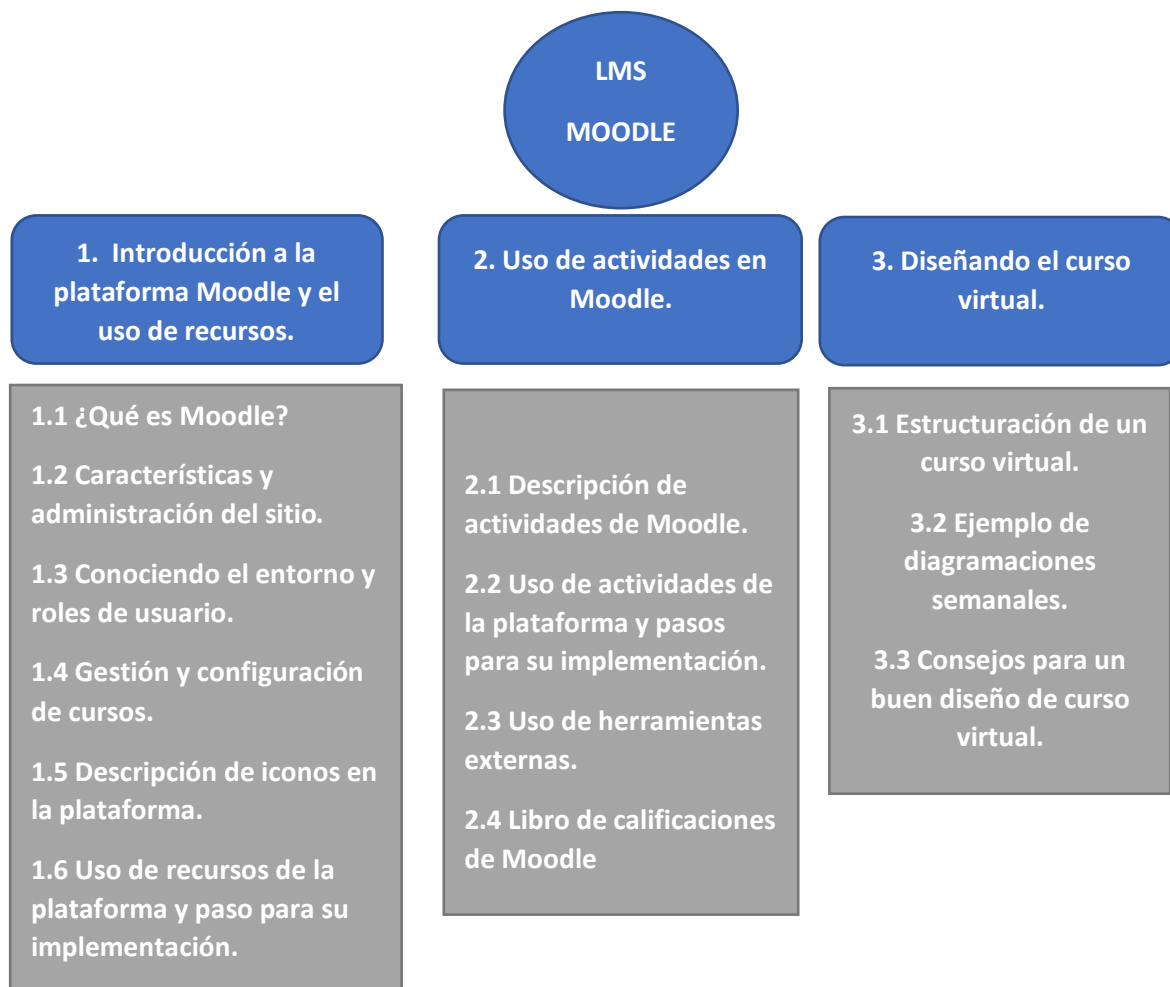 LMS
MOODLE
1. Introducción a la
plataforma Moodle y el
uso de recursos.
1.1 ¿Qué es Moodle?
1.2 Características y
administración del sitio.
1.3 Conociendo el entorno y
roles de usuario.
1.4 Gestión y configuración
de cursos.
1.5 Descripción de iconos en
la plataforma.
1.6 Uso de recursos de la
plataforma y paso para su
implementación.
2. Uso de actividades en
Moodle.
2.1 Descripción de
actividades de Moodle.
2.2 Uso de actividades de
la plataforma y pasos
para su implementación.
2.3 Uso de herramientas
externas.
2.4 Libro de calificaciones
de Moodle
3. Diseñando el curso
virtual.
3.1 Estructuración de un
curso virtual.
3.2 Ejemplo de
diagramaciones
semanales.
3.3 Consejos para un
buen diseño de curso
virtual.